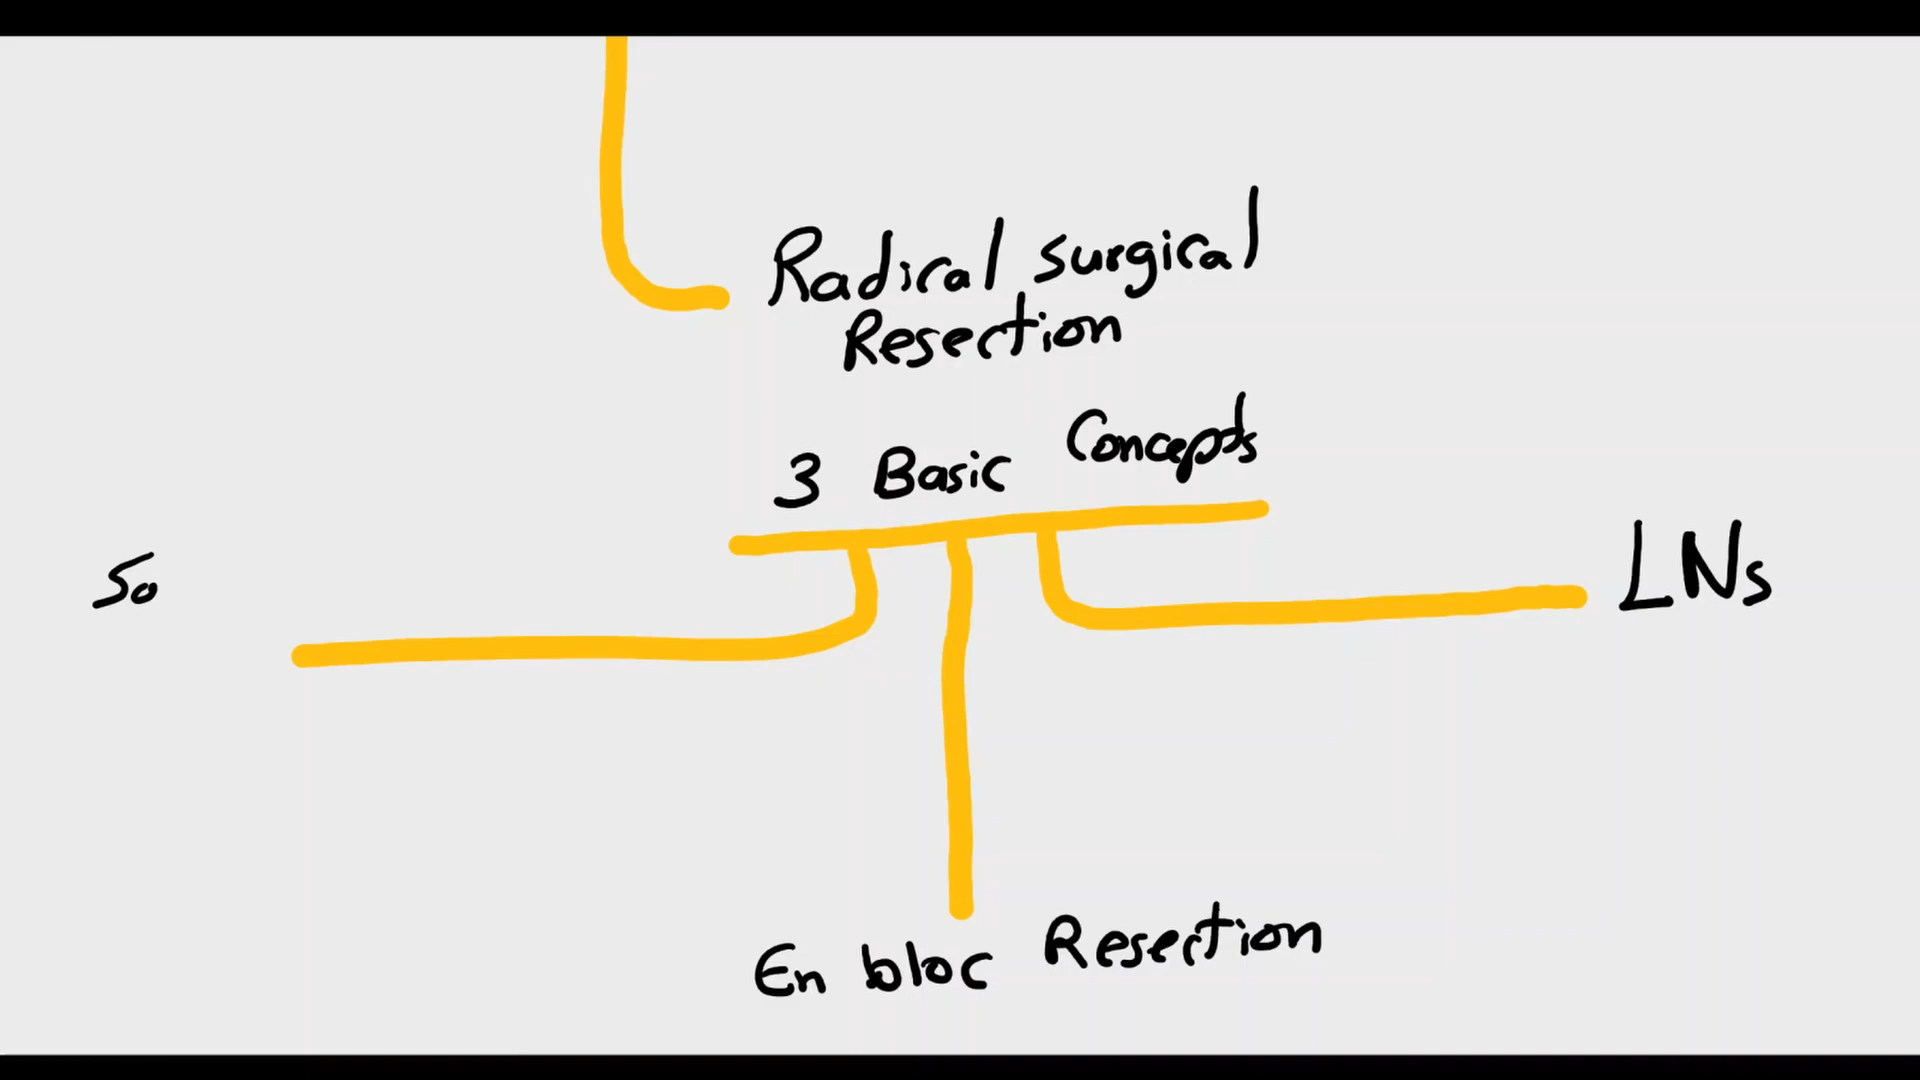 Radical surgical
Resection
3 Basic Concepts
So
LNs
En bloc Resection